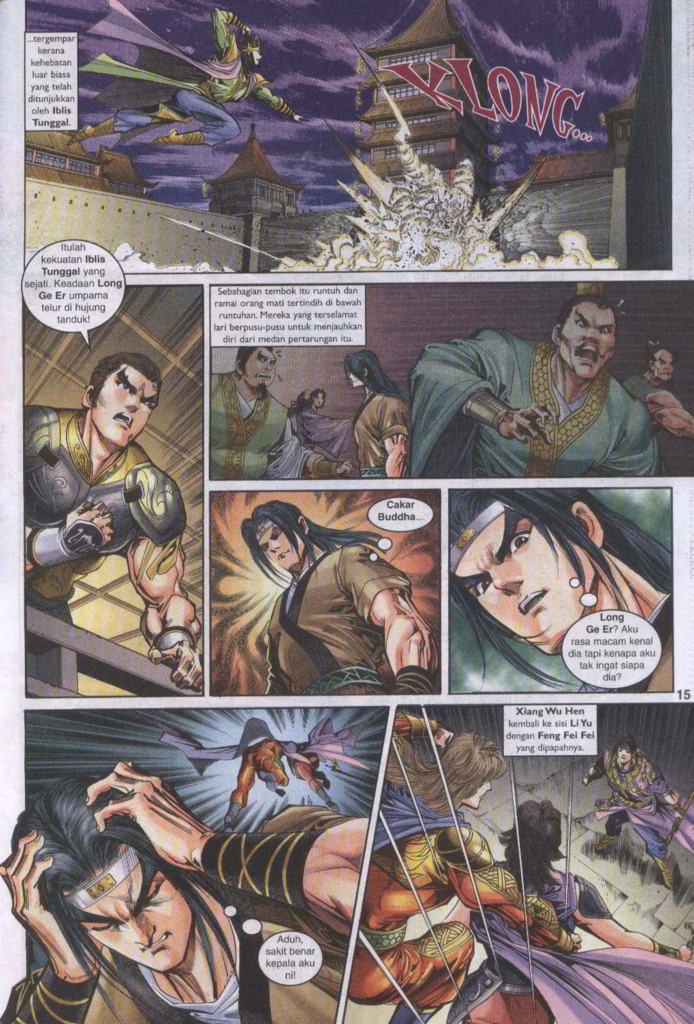 ...tergempar
kerana
kehebatan
luar biasa
yang telah
ditunjukkan
oleh Iblis
Tunggal.
KLONG...
Itulah
kekuatan Iblis
Tunggal yang
sejati. Keadaan Long
Ge Er umpama
telur di hujung
tanduk!
Sebahagian tembok itu runtuh dan
ramai orang mati tertindih di bawah
runtuhan. Mereka yang terselamat
lari berpusu-pusu untuk menjauhkan
diri dari medan pertarungan itu.
Cakar
Buddha...
Long
Ge Er? Aku
rasa macam kenal
dia tapi kenapa aku
tak ingat siapa
dia?
15
Aduh,
sakit benar
kepala aku
ni!
Xiang Wu Hen
kembali ke sisi Li Yu
dengan Feng Fei Fei
yang dipapahnya.